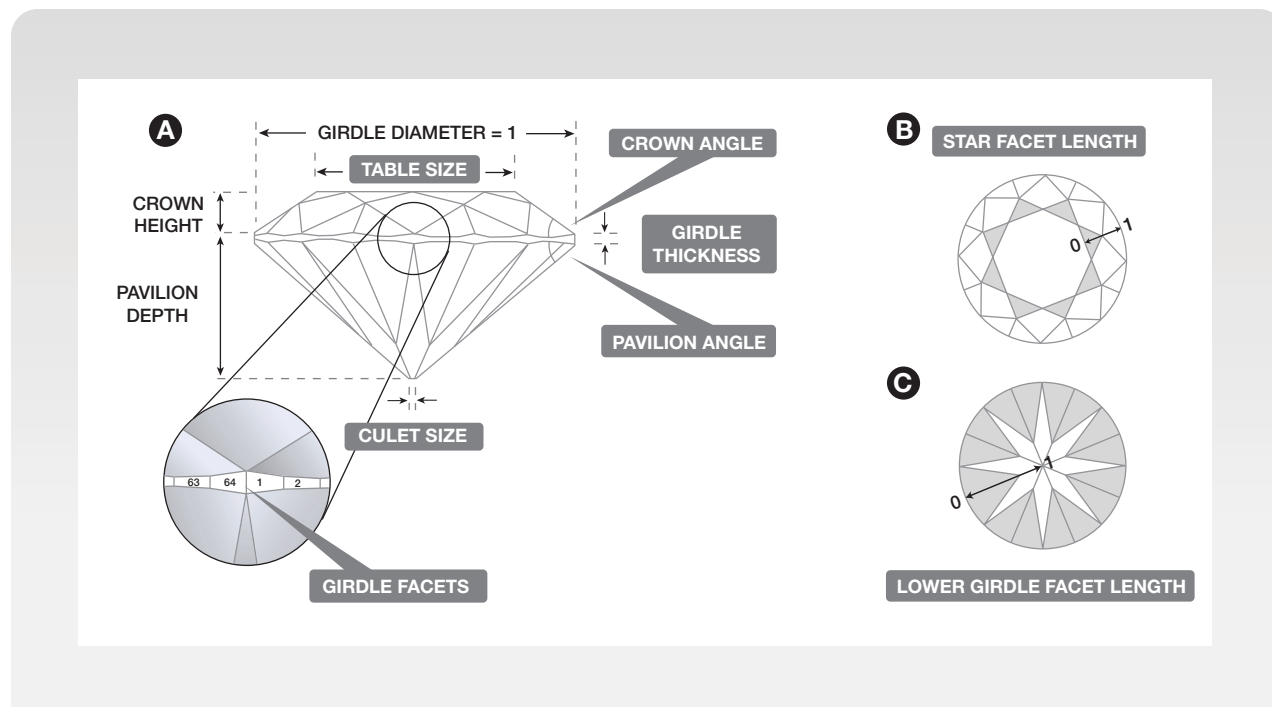 A
GIRDLE DIAMETER = 1
TABLE SIZE
CROWN ANGLE
CROWN
HEIGHT
GIRDLE
THICKNESS
PAVILION
DEPTH
PAVILION ANGLE
CULET SIZE
63 64 1 2
GIRDLE FACETS
B
STAR FACET LENGTH
0 1
C
1
0
LOWER GIRDLE FACET LENGTH